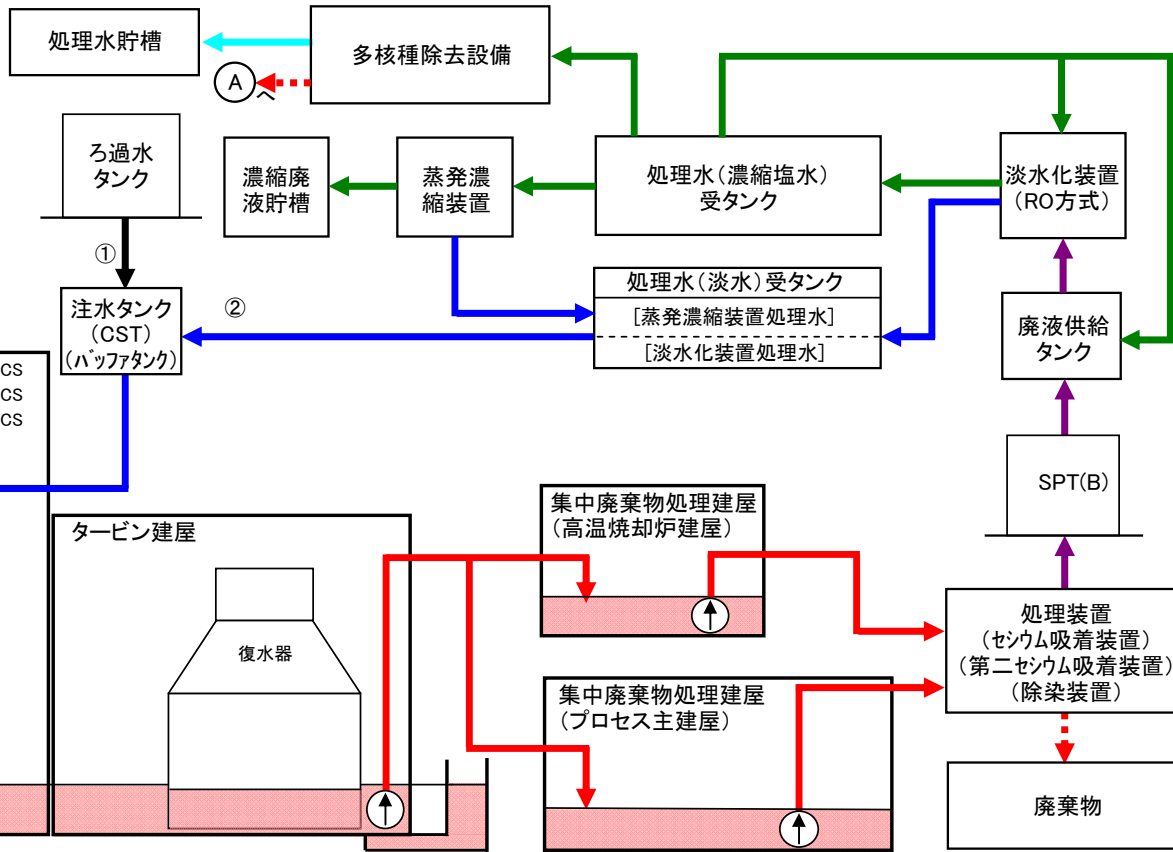 処理水貯槽
多核種除去設備
A
へ
ろ過水
タンク
濃縮廃
液貯槽
蒸発濃
縮装置
処理水(濃縮塩水)
受タンク
淡水化装置
(RO方式)
①
注水タンク
(CST)
(バッファタンク)
②
処理水(淡水)受タンク
[蒸発濃縮装置処理水]
[淡水化装置処理水]
廃液供給
タンク
CS
CS
CS
SPT(B)
タービン建屋
復水器
集中廃棄物処理建屋
(高温焼却炉建屋)
集中廃棄物処理建屋
(プロセス主建屋)
処理装置
(セシウム吸着装置)
(第二セシウム吸着装置)
(除染装置)
廃棄物